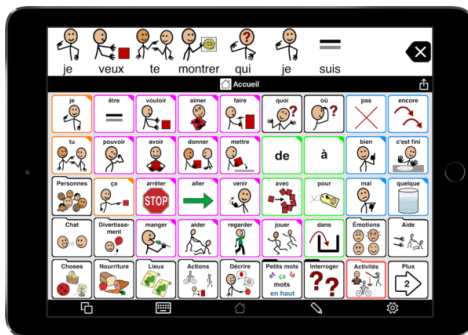 je veux te montrer qui je suis
Accueil
je être vouloir aimer faire quoi où pas encore
tu pouvoir avoir donner mettre de à bien c'est fini
Personnes ça arrêter aller venir avec pour mal quelque
STOP
Chat Divertisse-
ment manger aider regarder jouer dans Émotions Aide
Choses Nourriture Lieux Actions Décrire Petits mots Interroger Activités Plus
ça
mots
en haut
2